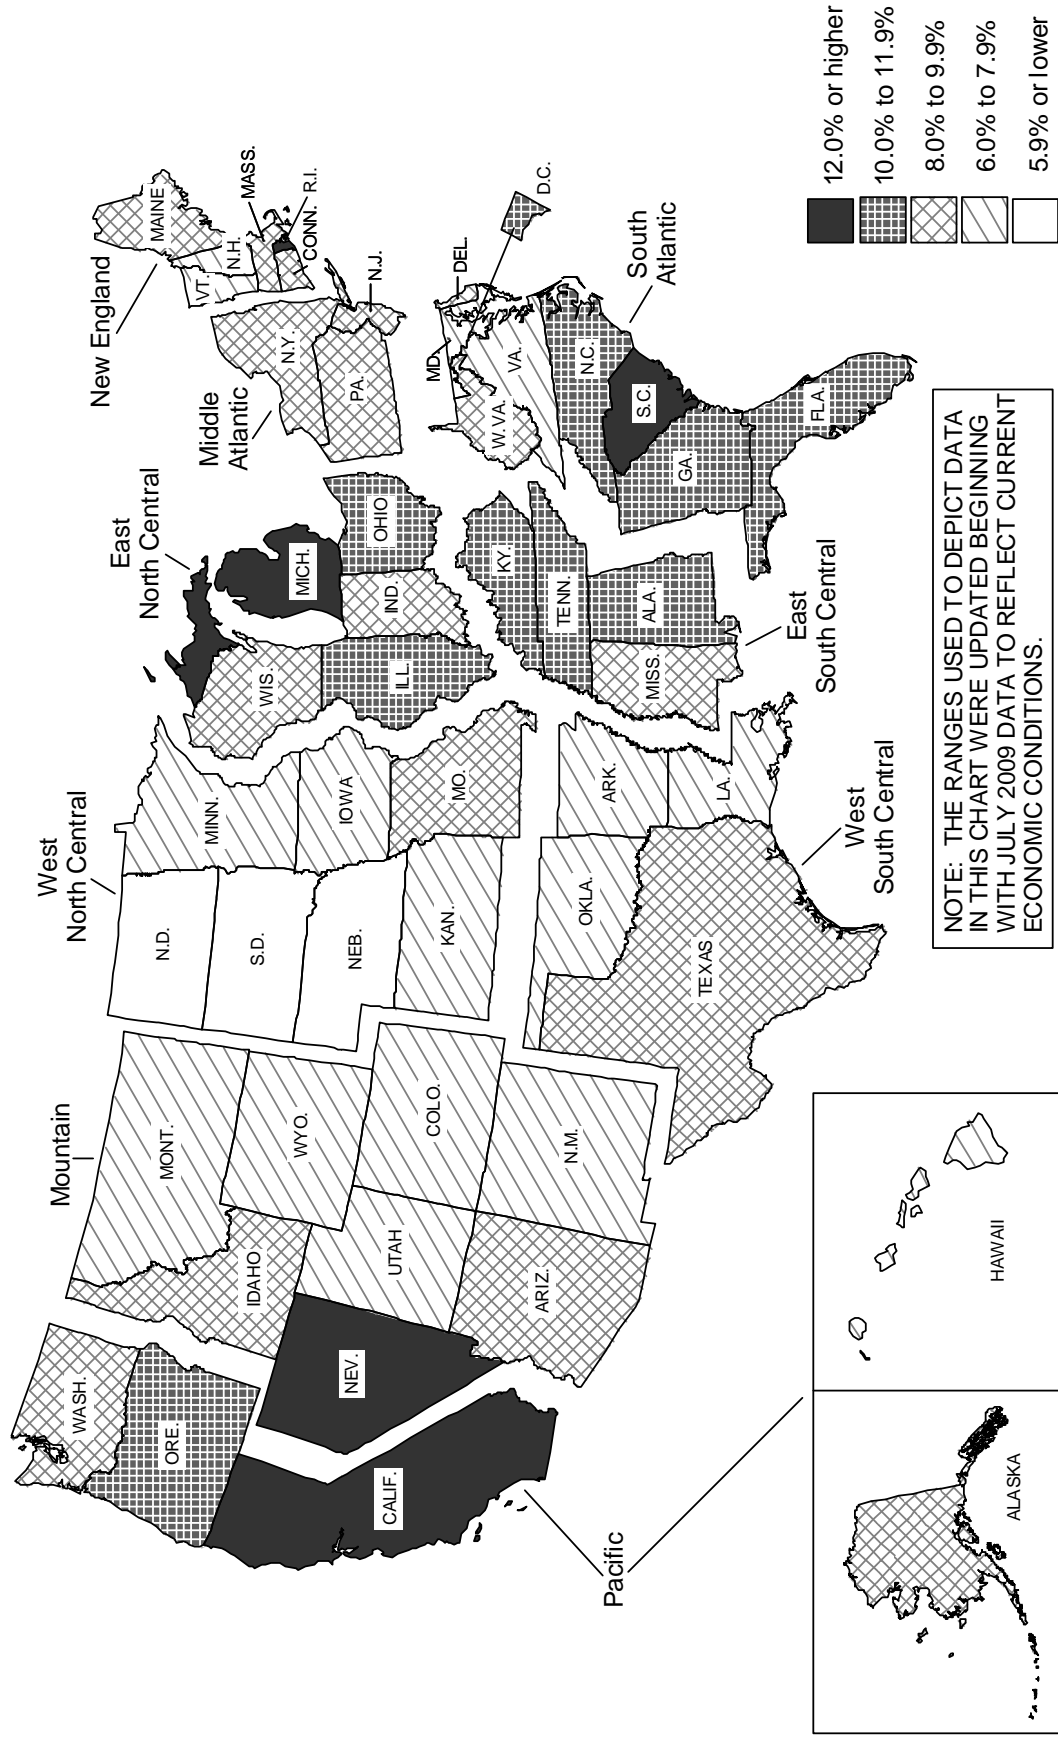 New England
Middle
Atlantic
East
North Central
West
North Central
Mountain
Pacific
South
Atlantic
East
South Central
West
South Central
WASH.
ORE.
CALIF.
NEV.
IDAHO
MONT.
WYO.
UTAH
COLO.
ARIZ.
N.M.
N.D.
S.D.
NEB.
KAN.
MINN.
IOWA
MO.
OKLA.
ARK.
TEXAS
LA.
WIS.
MICH.
ILL.
IND.
OHIO
KY.
TENN.
MISS.
ALA.
N.Y.
PA.
N.J.
MAINE
VT.
N.H.
MASS.
CONN.
R.I.
MD.
DEL.
D.C.
W.VA.
VA.
N.C.
S.C.
GA.
FLA.
ALASKA
HAWAII
NOTE: THE RANGES USED TO DEPICT DATA
IN THIS CHART WERE UPDATED BEGINNING
WITH JULY 2009 DATA TO REFLECT CURRENT
ECONOMIC CONDITIONS.
12.0% or higher
10.0% to 11.9%
8.0% to 9.9%
6.0% to 7.9%
5.9% or lower